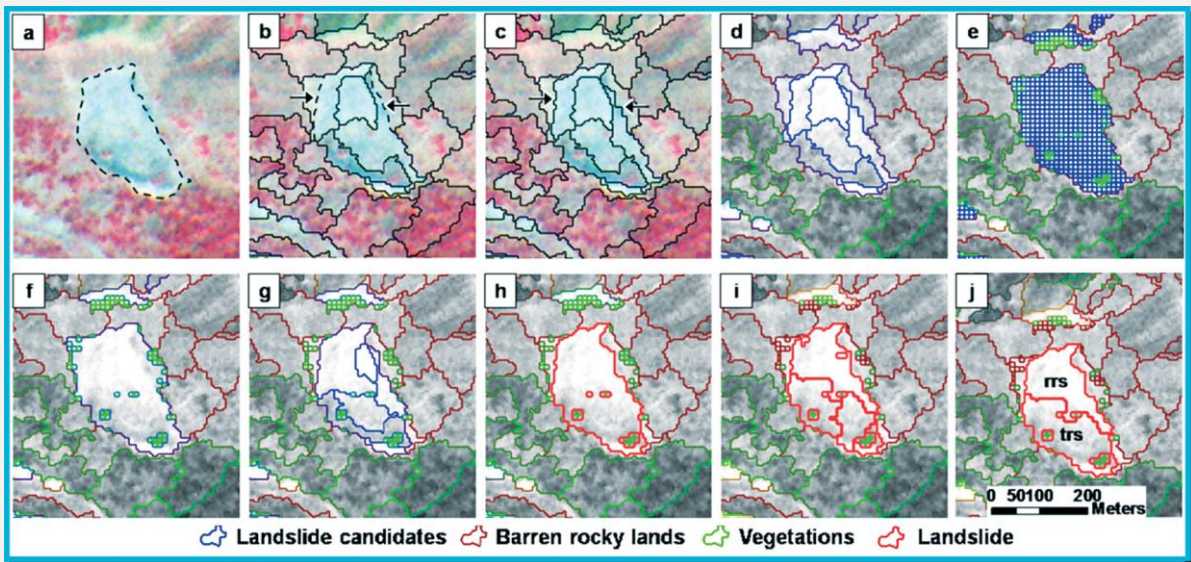 a
b
c
d
e
f
g
h
i
j
rrs
trs
0 50100 200
Meters
Landslide candidates Barren rocky lands Vegetations Landslide